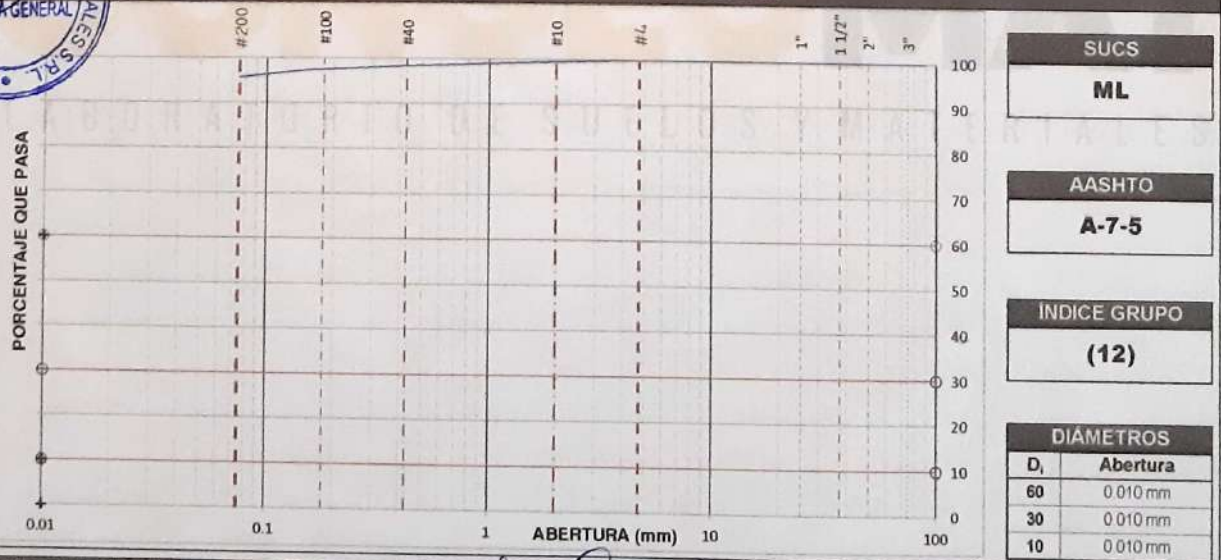 A GENERAL
ALES S.R.L.
#200
#100
#40
#10
#4
1"
1 1/2"
2"
3"
PORCENTAJE QUE PASA
100
90
80
70
60
50
40
30
20
10
0
0.01
0.1
1
ABERTURA (mm)
10
100
SUCS
ML
AASHTO
A-7-5
ÍNDICE GRUPO
(12)
DIÁMETROS
Di Abertura
60 0.010 mm
30 0.010 mm
10 0.010 mm